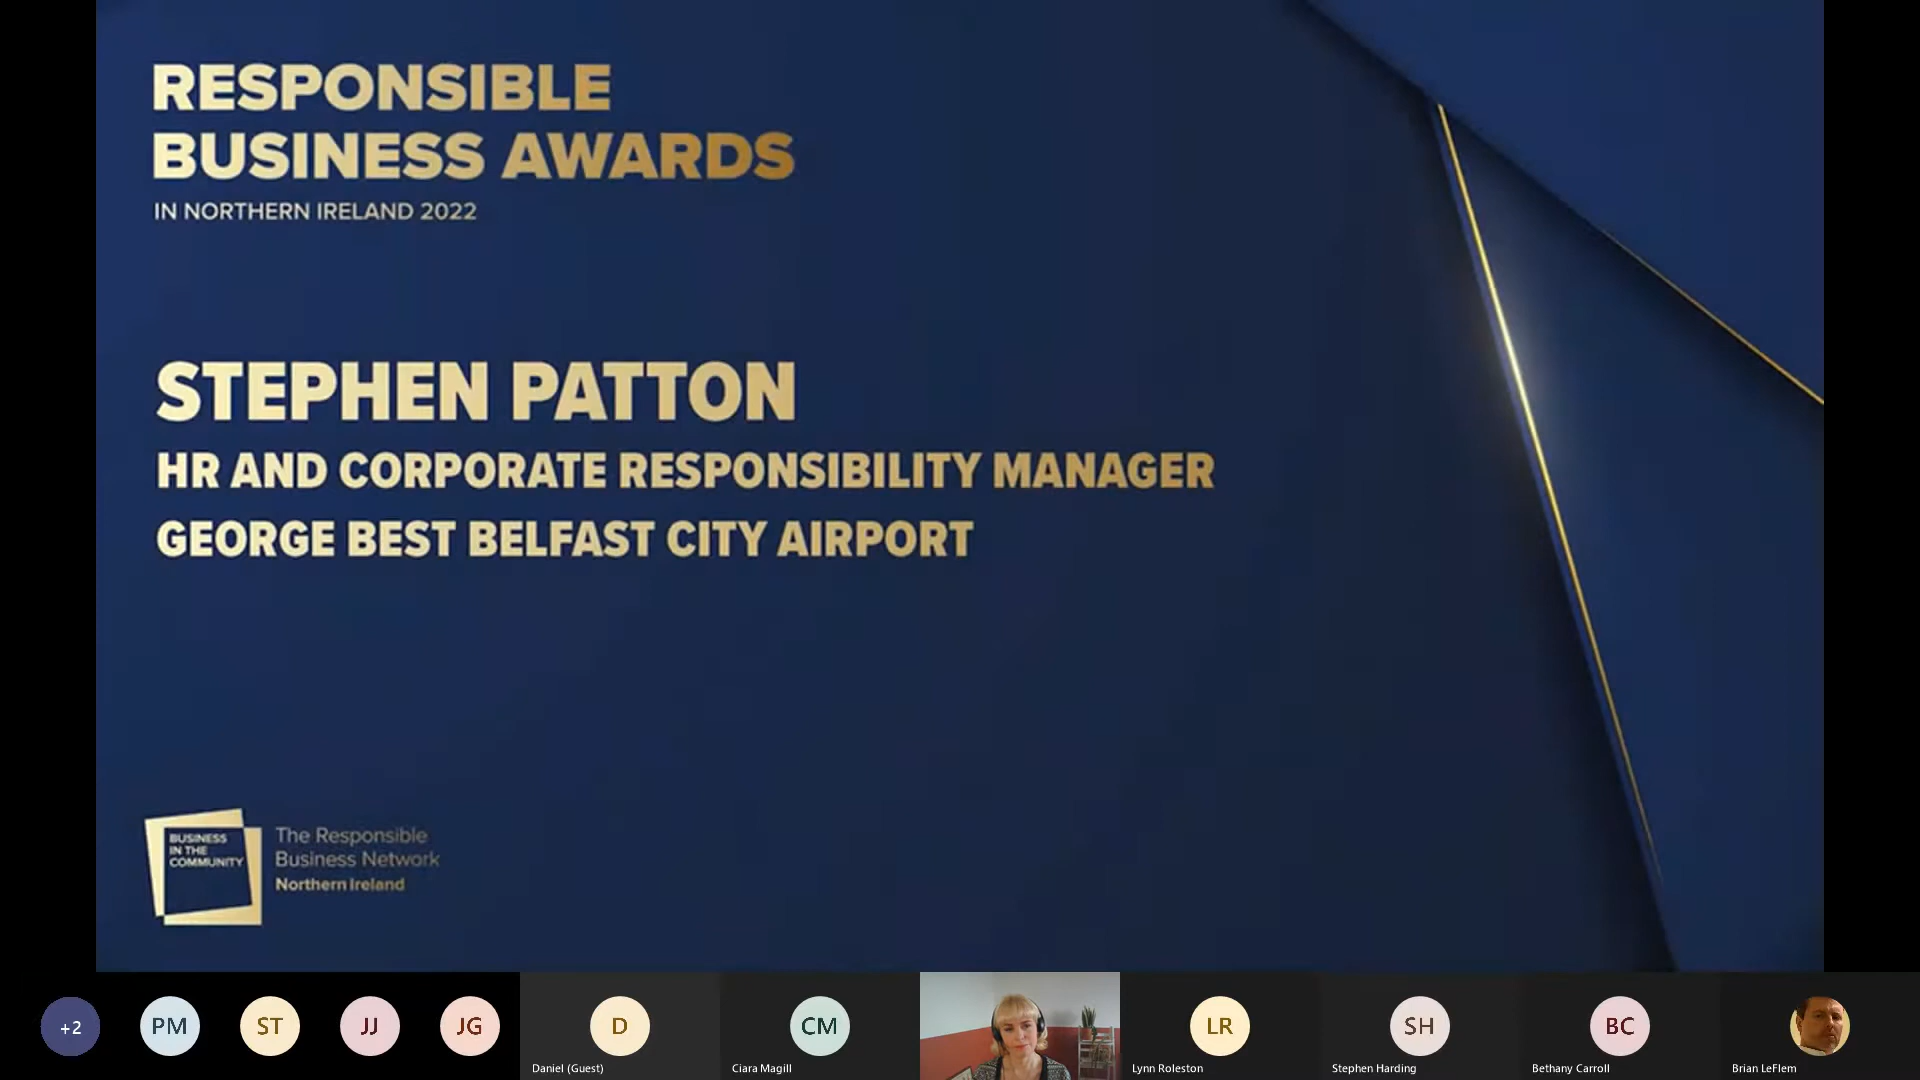 RESPONSIBLE
BUSINESS AWARDS
IN NORTHERN IRELAND 2022
STEPHEN PATTON
HR AND CORPORATE RESPONSIBILITY MANAGER
GEORGE BEST BELFAST CITY AIRPORT
BUSINESS
IN THE
COMMUNITY
The Responsible
Business Network
Northern Ireland
+2
PM
ST
JJ
JG
D
CM
LR
SH
BC
Daniel (Guest)
Ciara Magill
Lynn Roleston
Stephen Harding
Bethany Carroll
Brian LeFlem